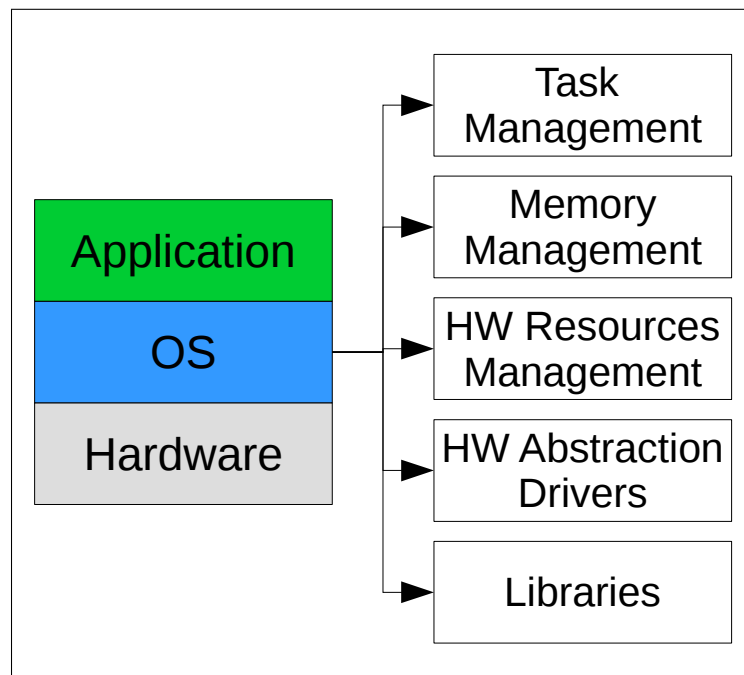 Application
OS
Hardware
Task
Management
Memory
Management
HW Resources
Management
HW Abstraction
Drivers
Libraries